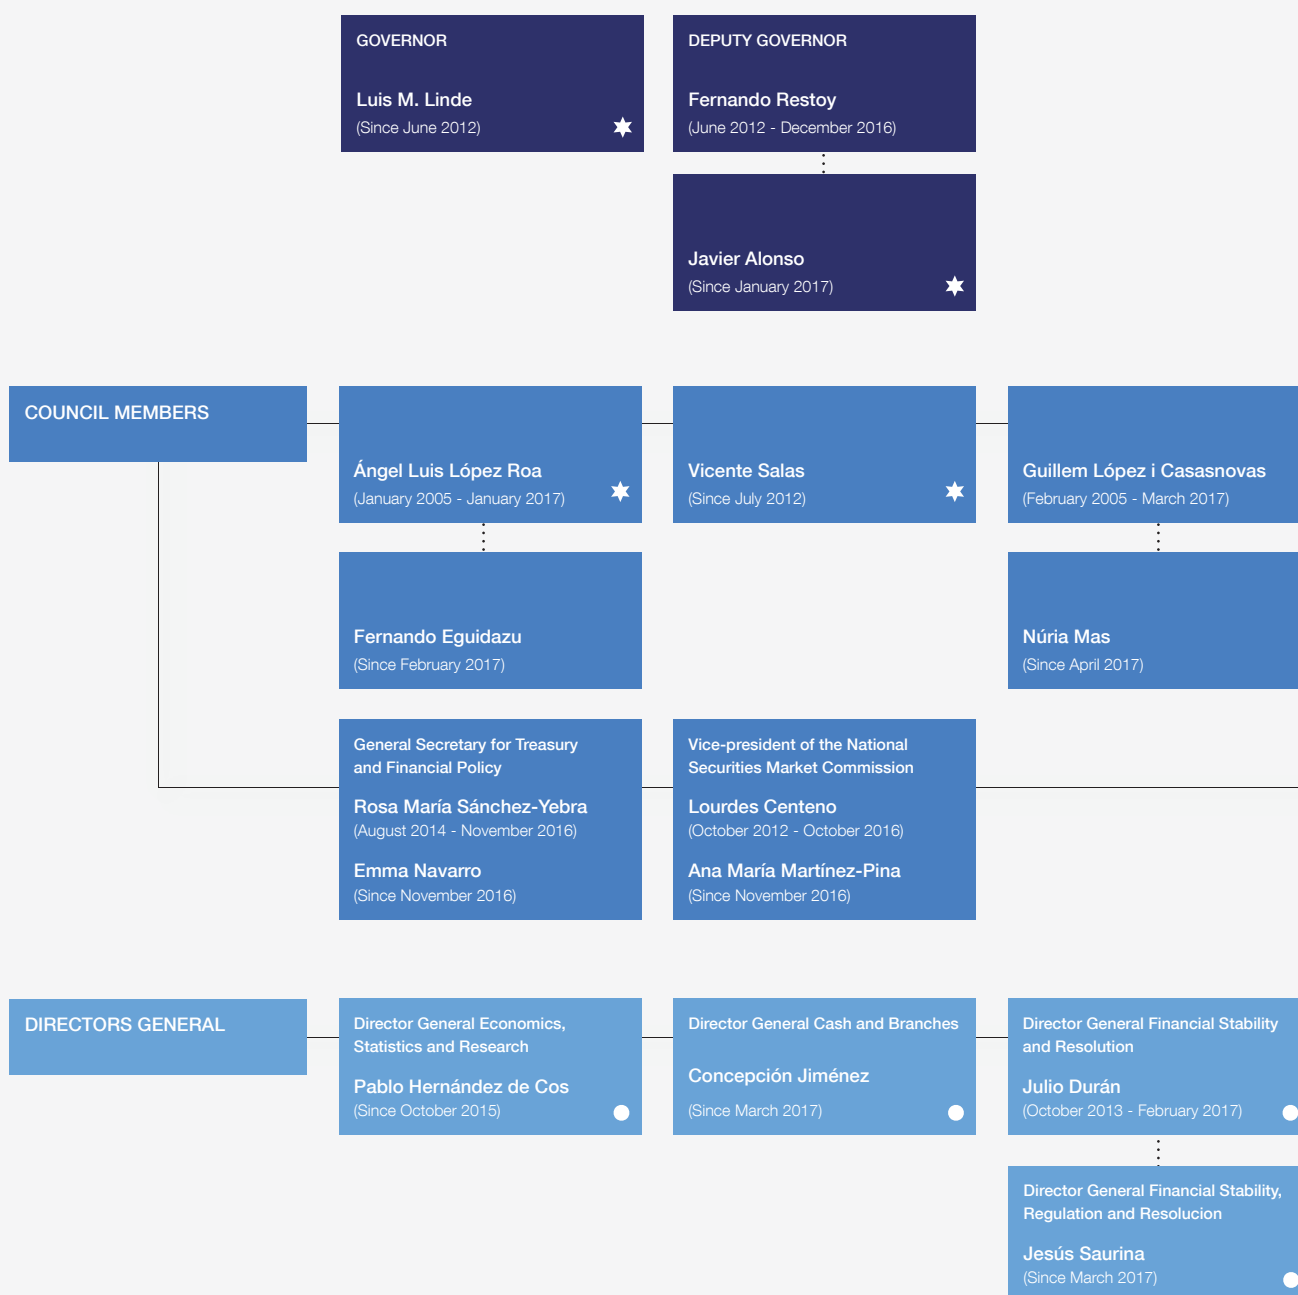 GOVERNOR
Luis M. Linde
(Since June 2012)
DEPUTY GOVERNOR
Fernando Restoy
(June 2012 - December 2016)
Javier Alonso
(Since January 2017)
COUNCIL MEMBERS
Ángel Luis López Roa
(January 2005 - January 2017)
Vicente Salas
(Since July 2012)
Guillem López i Casasnovas
(February 2005 - March 2017)
Fernando Eguidazu
(Since February 2017)
Núria Mas
(Since April 2017)
General Secretary for Treasury
and Financial Policy
Rosa María Sánchez-Yebra
(August 2014 - November 2016)
Emma Navarro
(Since November 2016)
Vice-president of the National
Securities Market Commission
Lourdes Centeno
(October 2012 - October 2016)
Ana María Martínez-Pina
(Since November 2016)
DIRECTORS GENERAL
Director General Economics,
Statistics and Research
Pablo Hernández de Cos
(Since October 2015)
Director General Cash and Branches
Concepción Jiménez
(Since March 2017)
Director General Financial Stability
and Resolution
Julio Durán
(October 2013 - February 2017)
Director General Financial Stability,
Regulation and Resolucion
Jesús Saurina
(Since March 2017)